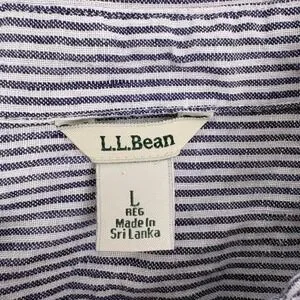 L.L.Bean
L
REG
Made In
Sri Lanka